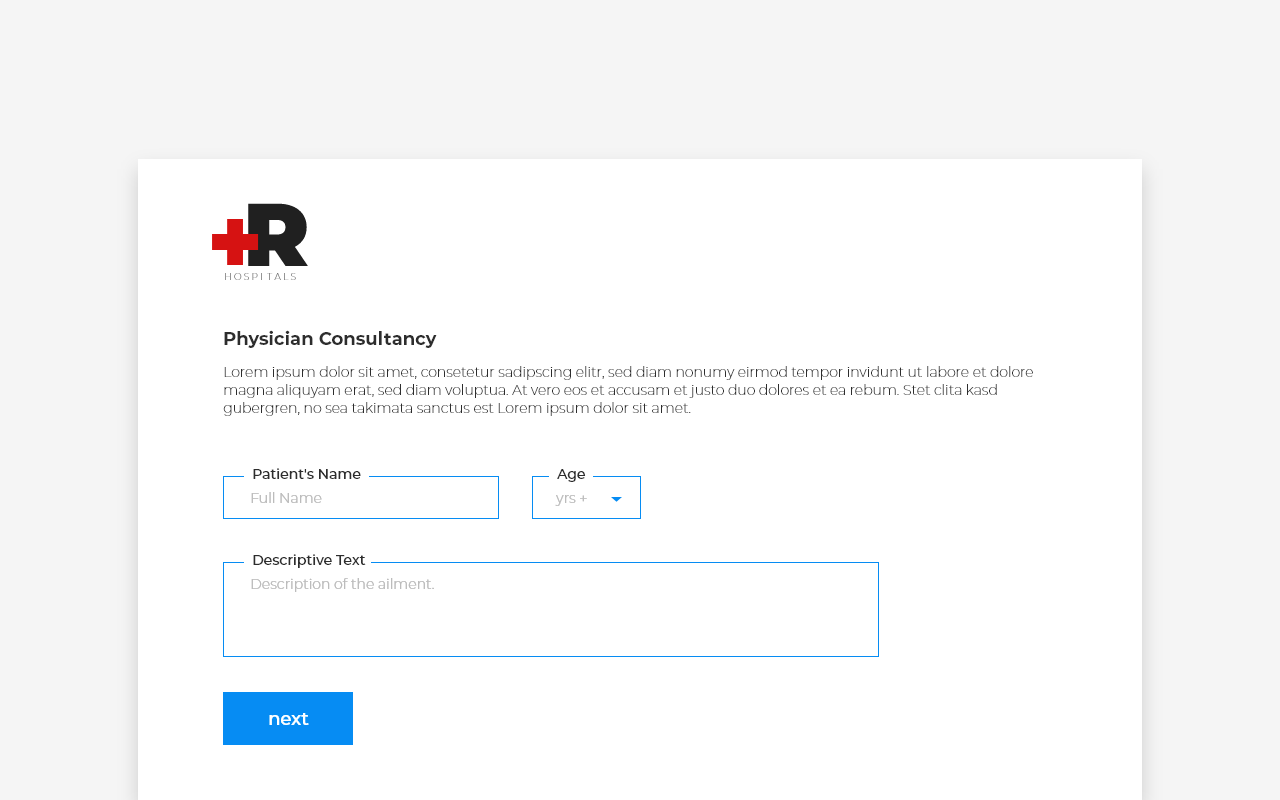 R
HOSPITALS
Physician Consultancy
Lorem ipsum dolor sit amet, consetetur sadipscing elitr, sed diam nonumy eirmod tempor invidunt ut labore et dolore
magna aliquyam erat, sed diam voluptua. At vero eos et accusam et justo duo dolores et ea rebum. Stet clita kasd
gubergren, no sea takimata sanctus est Lorem ipsum dolor sit amet.
Patient's Name
Full Name
Age
yrs +
Descriptive Text
Description of the ailment.
next